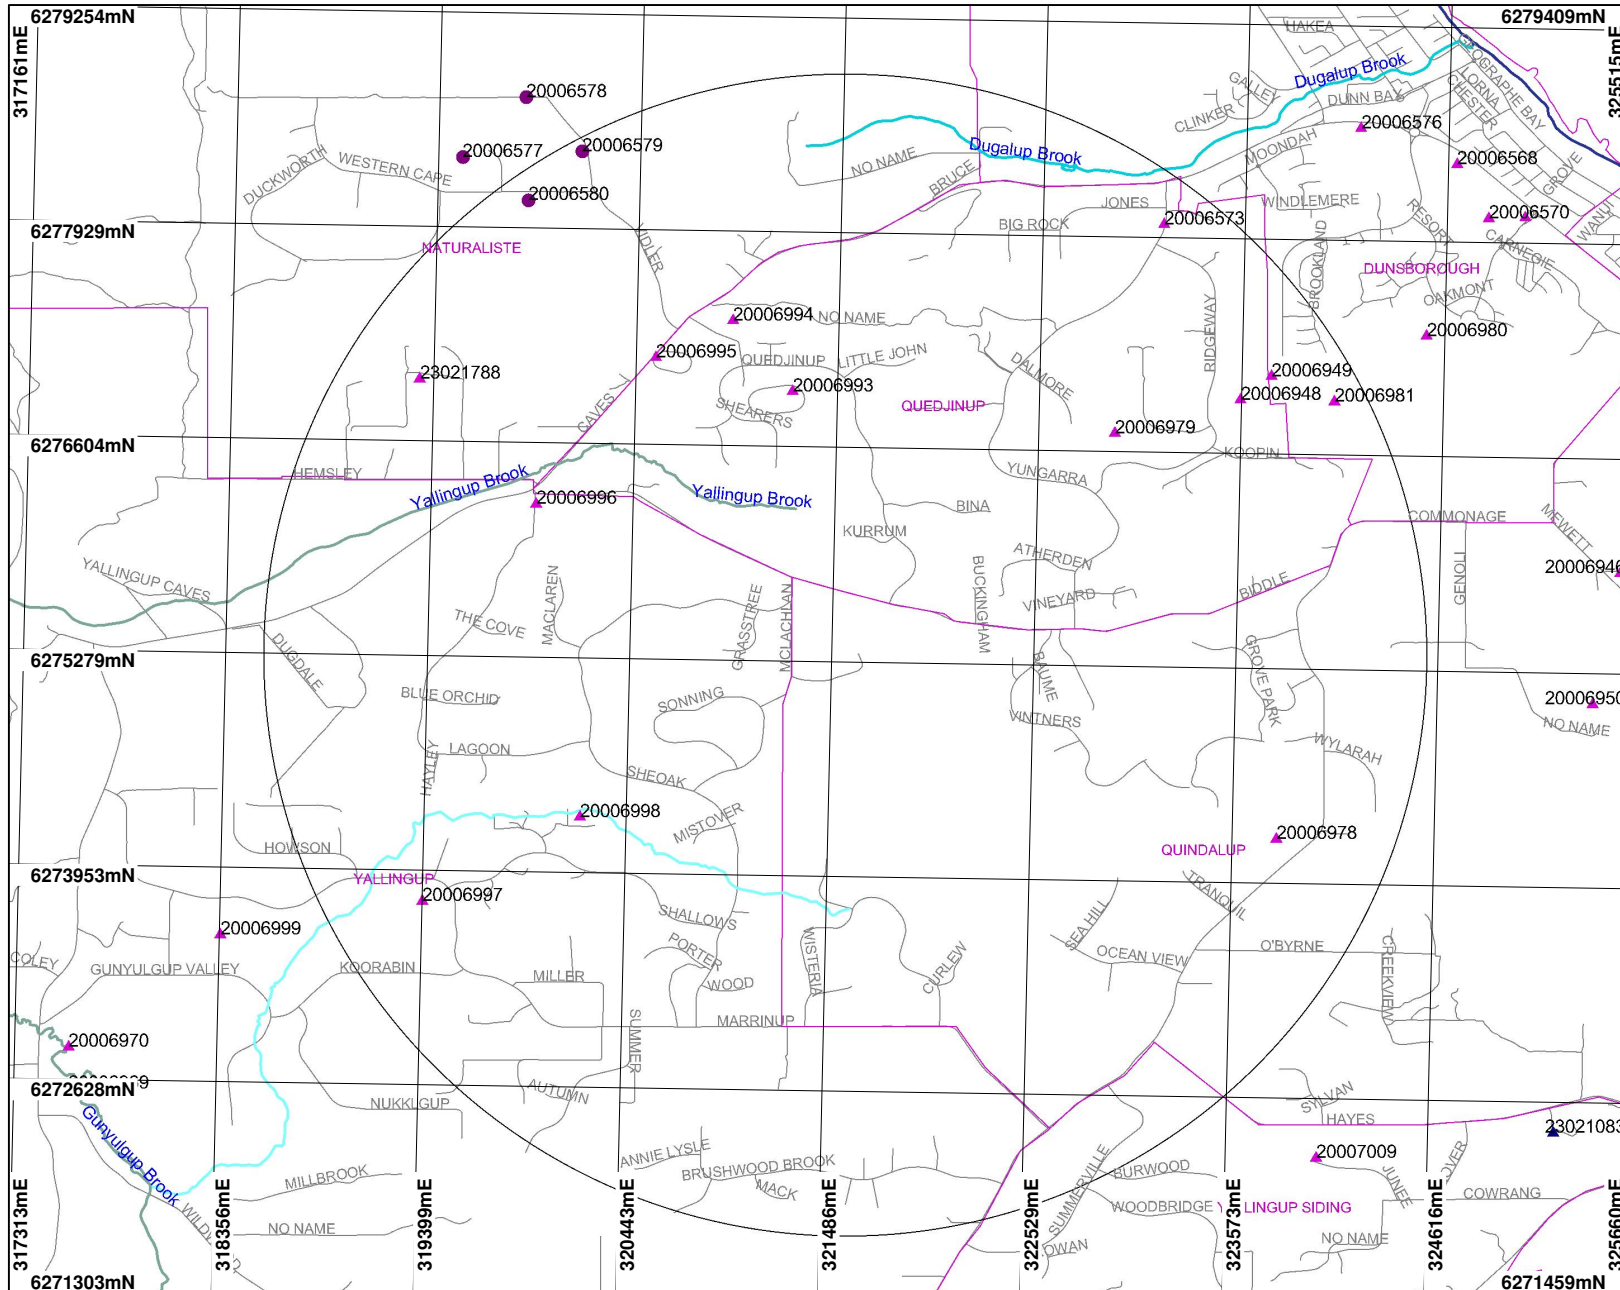 6279254mN
6279409mN
317161mE
325515mE
HAKEA
GEOGRAPHE BAY
Dugalup Brook
GALLEY
LORNA
CHESTER
DUNN BAY
CLINKER
20006578
20006576
MOONDAH
20006577
20006579
Dugalup Brook
20006568
DUCKWORTH
WESTERN CAPE
NO NAME
BRUCE
GROVE
20006580
JONES
WINDLEMERE
20006573
20006570
RESORT
BIG ROCK
6277929mN
NATURALISTE
BROOKLAND
CARNEGIE
DUNSBOROUGH
OAKMONT
20006994
NO NAME
RIDGEWAY
20006980
20006995
QUEDJINUP
LITTLE JOHN
DALMORE
23021788
20006993
20006949
20006948
20006981
CAVES
SHEARERS
QUEDJINUP
20006979
6276604mN
KOOPIN
HEMSLEY
Yallingup Brook
YUNGARRA
Yallingup Brook
20006996
BINA
COMMONAGE
MEWETT
KURRUM
ATHERDEN
20006946
YALLINGUP CAVES
MACLAREN
GRASSTREE
MCLACHLAN
BUCKINGHAM
VINEYARD
BIDDLE
GENOLI
THE COVE
DUGDALE
6275279mN
BAUME
GROVE PARK
BLUE ORCHID
SONNING
20006950
VINTNERS
NO NAME
LAGOON
HAYLEY
WYLARAH
SHEOAK
20006998
MISTOVER
20006978
HOWSON
QUINDALUP
6273953mN
YALLINGUP
20006997
TRANQUIL
20006999
SHALLOWS
SEA HILL
COLEY
GUNYULGUP VALLEY
KOORABIN
MILLER
PORTER
WOOD
WISTERIA
CURLEW
OCEAN VIEW
O'BYRNE
CREEKVIEW
MARRINUP
SUMMER
20006970
6272628mN
AUTUMN
NUKKLGUP
SYLVAN
HAYES
23021083
Gunyulgup Brook
ANNIE LYSLE
20007009
BRUSHWOOD BROOK
MACK
SUMMERVILLE
BURWOOD
JUNEE
MILLBROOK
COWRANG
WOODBRIDGE
NO NAME
NO NAME
317313mE
318356mE
319399mE
320443mE
321486mE
322529mE
323573mE
324616mE
325660mE
6271303mN
6271459mN